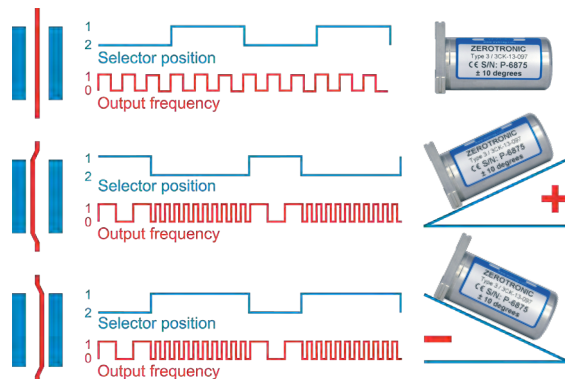 1
2
Selector position
1
0
Output frequency
ZEROTRONIC
Type 3 / 3CK-13-097
CE S/N: P-6875
± 10 degrees
1
2
Selector position
1
0
Output frequency
ZEROTRONIC
Type 3 / 3CK-13-097
CE S/N: P-6875
± 10 degrees
+
1
2
Selector position
1
0
Output frequency
ZEROTRONIC
Type 3 / 3CK-13-097
CE S/N: P-6875
± 10 degrees
−